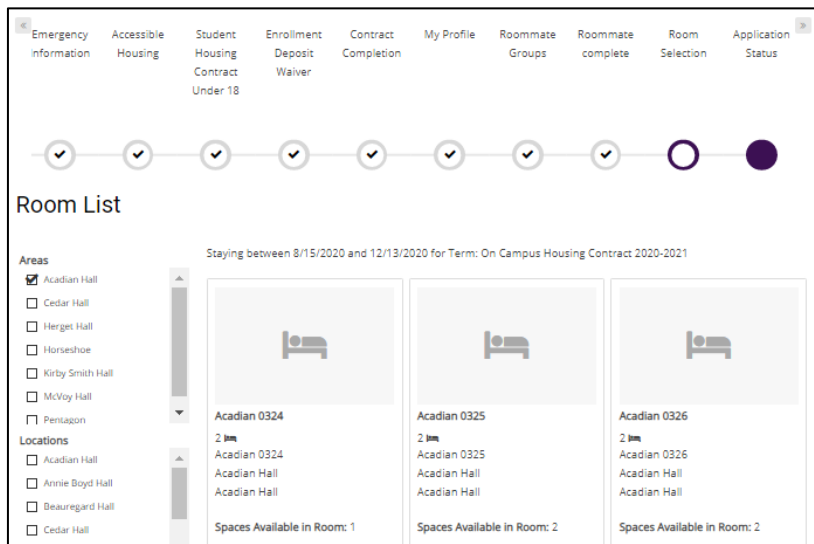 « Emergency Information
Accessible Housing
Student Housing Contract Under 18
Enrollment Deposit Waiver
Contract Completion
My Profile
Roommate Groups
Roommate complete
Room Selection
Application Status »
Room List
Areas
Acadian Hall
Cedar Hall
Herget Hall
Horseshoe
Kirby Smith Hall
McVoy Hall
Pentagon
Locations
Acadian Hall
Annie Boyd Hall
Beauregard Hall
Cedar Hall
Staying between 8/15/2020 and 12/13/2020 for Term: On Campus Housing Contract 2020-2021
Acadian 0324
2
Acadian 0324
Acadian Hall
Acadian Hall
Spaces Available in Room: 1
Acadian 0325
2
Acadian 0325
Acadian Hall
Acadian Hall
Spaces Available in Room: 2
Acadian 0326
2
Acadian 0326
Acadian Hall
Acadian Hall
Spaces Available in Room: 2